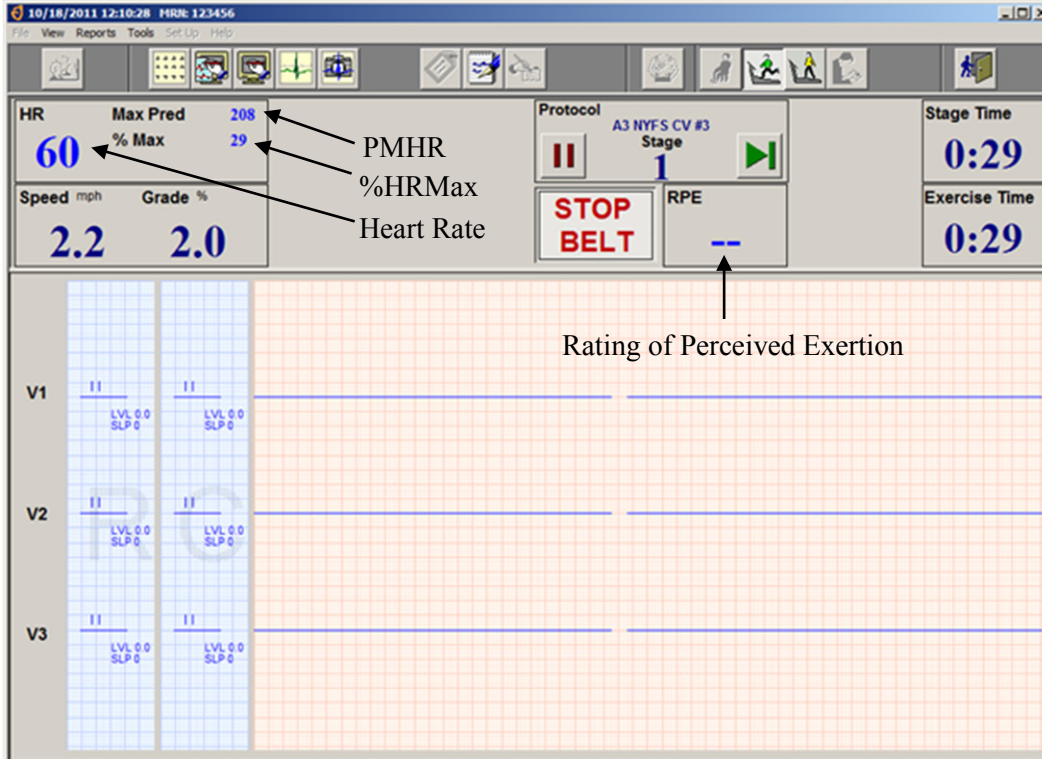 10/18/2011 12:10:28 MRN: 123456
File View Reports Tools Set Up Help
HR Max Pred 208
60 % Max 29
PMHR
%HRMax
Heart Rate
Speed mph Grade %
2.2 2.0
Protocol
A3 NYFS CV #3
Stage
1
STOP
BELT
RPE
--
Stage Time
0:29
Exercise Time
0:29
Rating of Perceived Exertion
V1
II II
LVL 0.0 LVL 0.0
SLP 0 SLP 0
V2
II II
LVL 0.0 LVL 0.0
SLP 0 SLP 0
R C
V3
II II
LVL 0.0 LVL 0.0
SLP 0 SLP 0